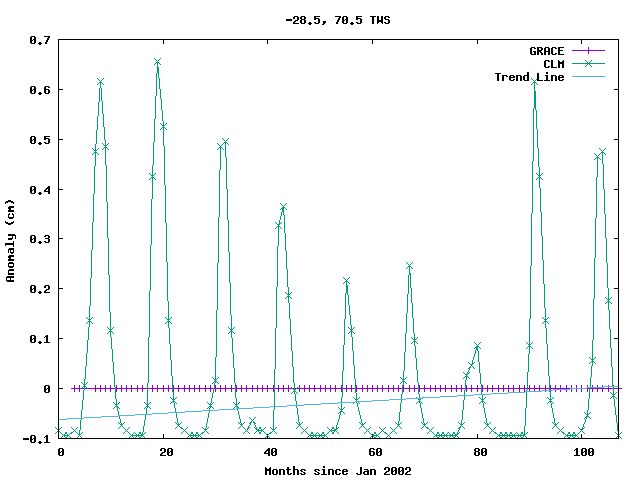 -28.5, 70.5 TWS
GRACE
CLM
Trend Line
Anomaly (cm)
0.7
0.6
0.5
0.4
0.3
0.2
0.1
0
-0.1
0 20 40 60 80 100
Months since Jan 2002